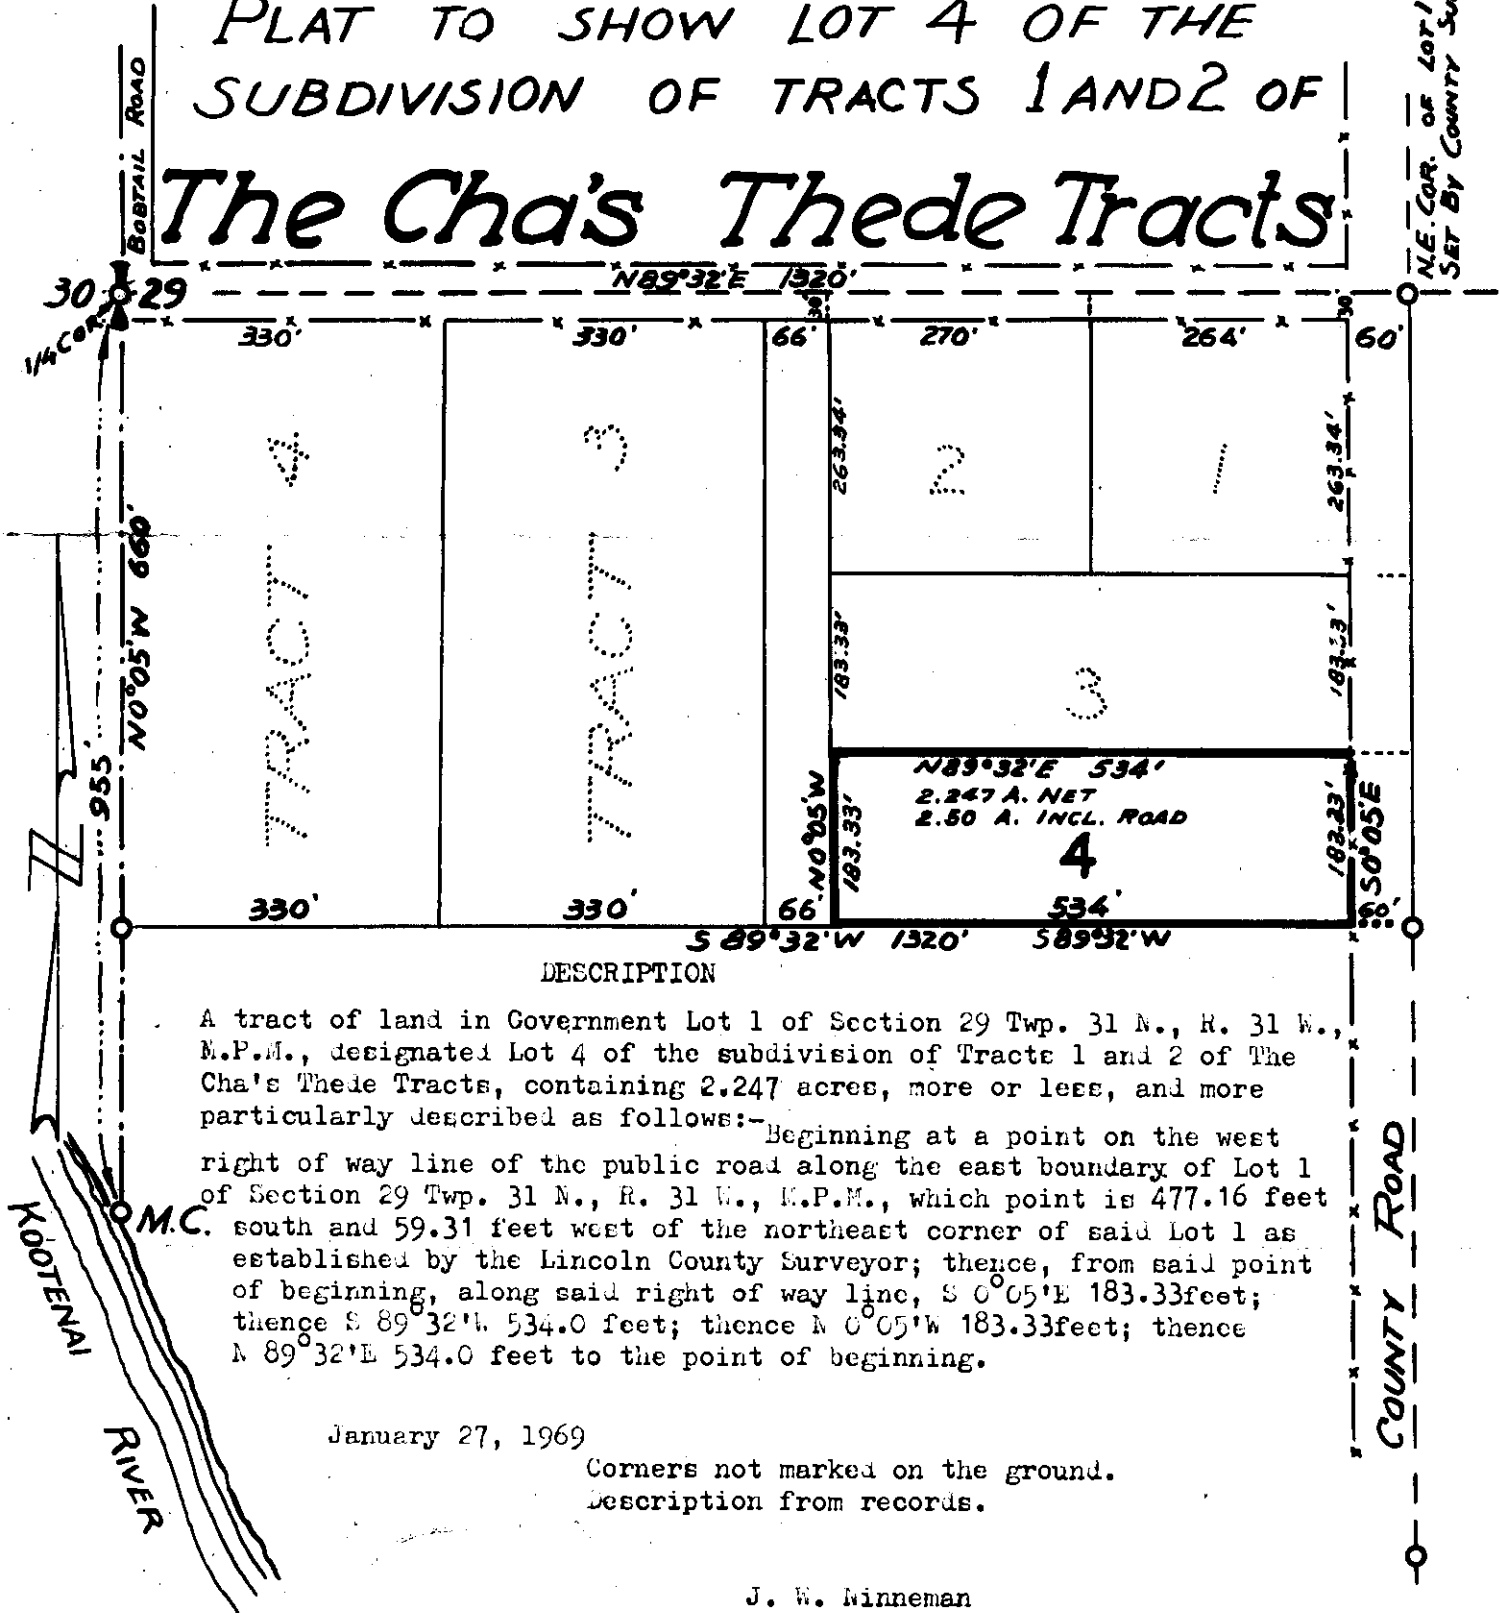 PLAT TO SHOW LOT 4 OF THE
SUBDIVISION OF TRACTS 1 AND 2 OF
The Cha's Thede Tracts
BOBTAIL ROAD
N.E. COR. OF LOT 1
SET BY COUNTY
30 29
1/4 COR.
N89°32'E 1320'
30'
30'
330' 330' 66' 270' 264' 60'
263.34'
263.34'
TRACT 4
TRACT 3
2
1
N0°05'W 660'
955'
183.33'
3
N89°32'E 534'
2.247 A. NET
2.50 A. INCL. ROAD
4
N0°05'W
183.33'
S0°05'E
330' 330' 66' 534' 60'
S 89°32'W 1320' S89°32'W
DESCRIPTION
A tract of land in Government Lot 1 of Section 29 Twp. 31 N., R. 31 W.,
M.P.M., designated Lot 4 of the subdivision of Tracts 1 and 2 of The
Cha's Thede Tracts, containing 2.247 acres, more or less, and more
particularly described as follows:-
Beginning at a point on the west
right of way line of the public road along the east boundary of Lot 1
of Section 29 Twp. 31 N., R. 31 W., M.P.M., which point is 477.16 feet
south and 59.31 feet west of the northeast corner of said Lot 1 as
established by the Lincoln County Surveyor; thence, from said point
of beginning, along said right of way line, S 0°05'E 183.33feet;
thence S 89°32'W. 534.0 feet; thence N 0°05'W 183.33feet; thence
N 89°32'E 534.0 feet to the point of beginning.
M.C.
KOOTENAI RIVER
COUNTY ROAD
January 27, 1969
Corners not marked on the ground.
Description from records.
J. W. Ninneman